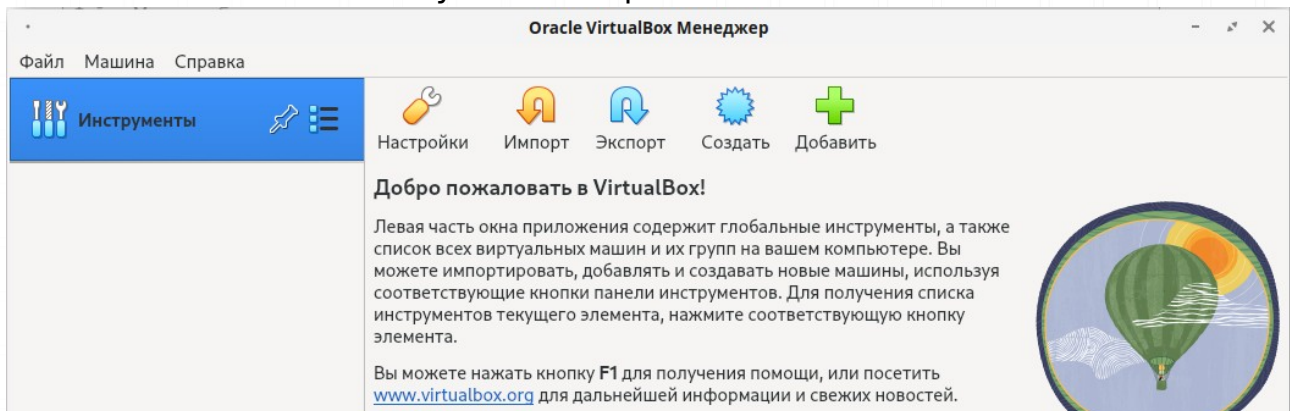 Oracle VirtualBox Менеджер
Файл Машина Справка
Инструменты
Настройки Импорт Экспорт Создать Добавить
Добро пожаловать в VirtualBox!
Левая часть окна приложения содержит глобальные инструменты, а также
список всех виртуальных машин и их групп на вашем компьютере. Вы
можете импортировать, добавлять и создавать новые машины, используя
соответствующие кнопки панели инструментов. Для получения списка
инструментов текущего элемента, нажмите соответствующую кнопку
элемента.
Вы можете нажать кнопку F1 для получения помощи, или посетить
www.virtualbox.org для дальнейшей информации и свежих новостей.